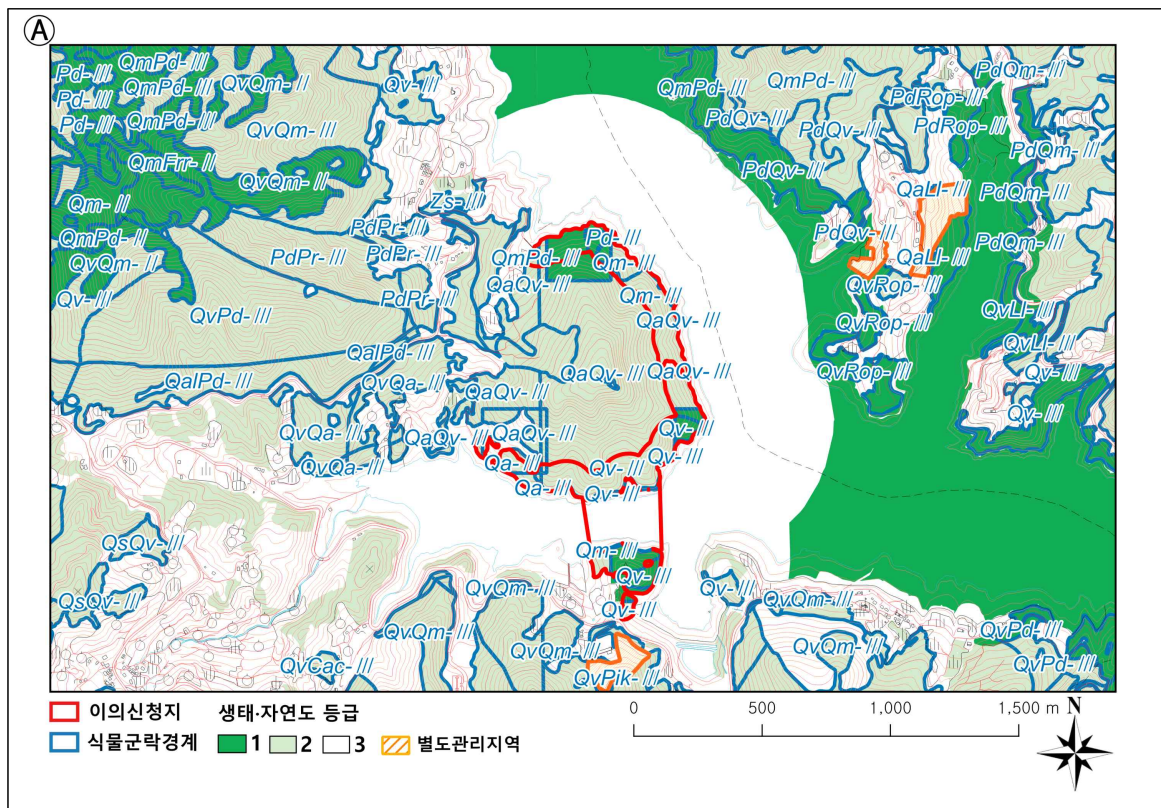 Ⓐ
QmPd-III
Pd-III
QvQm-II
Qv-III
QmPd-III
PdQm-III
QmPd-III
Pd-III
PdRop-III
QmPd-II
Pd-III
QvQm-III
PdQv-III
PdQv-III
PdRop-III
QmFrr-II
PdQm-III
QvQm-II
PdQv-III
Qm-III
Zs-III
QaLl-III
PdQm-III
PdPr-III
Pd-III
PdQv-III
QmPd-II
PdPr-III
PdPr-III
QmPd-III
Qm-III
QaLl-III
PdQm-III
QvQm-II
QaQv-III
QvRop-III
Qv-III
QvPd-III
PdPr-III
Qm-III
QaQv-III
QvRop-III
QvLl-III
QalPd-III
QvLl-III
QalPd-III
QvQa-III
QaQv-III
QaQv-III
QaQv-III
QvRop-III
Qv-III
QvQa-III
QaQv-III
QaQv-III
Qv-III
Qv-III
QvQa-III
Qa-III
Qv-III
Qv-III
Qa-III
Qv-III
QsQv-III
Qm-III
Qv-III
QsQv-III
QvQm-III
Qv-III
QvQm-III
Qv-III
QvQm-III
QvPd-III
QvCac-III
QvQm-III
QvQm-III
QvPd-III
QvPik-III
이의신청지
생태·자연도 등급
식물군락경계
1
2
3
별도관리지역
0
500
1,000
1,500 m
N